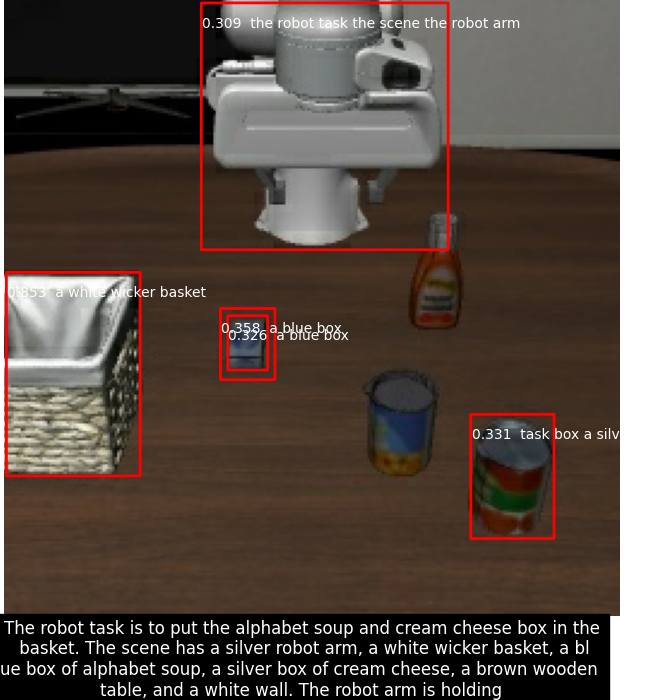 0.309 the robot task the scene the robot arm
0.853 a white wicker basket
0.358 a blue box
0.326 a blue box
0.331 task box a silv
The robot task is to put the alphabet soup and cream cheese box in the
basket. The scene has a silver robot arm, a white wicker basket, a bl
ue box of alphabet soup, a silver box of cream cheese, a brown wooden
table, and a white wall. The robot arm is holding